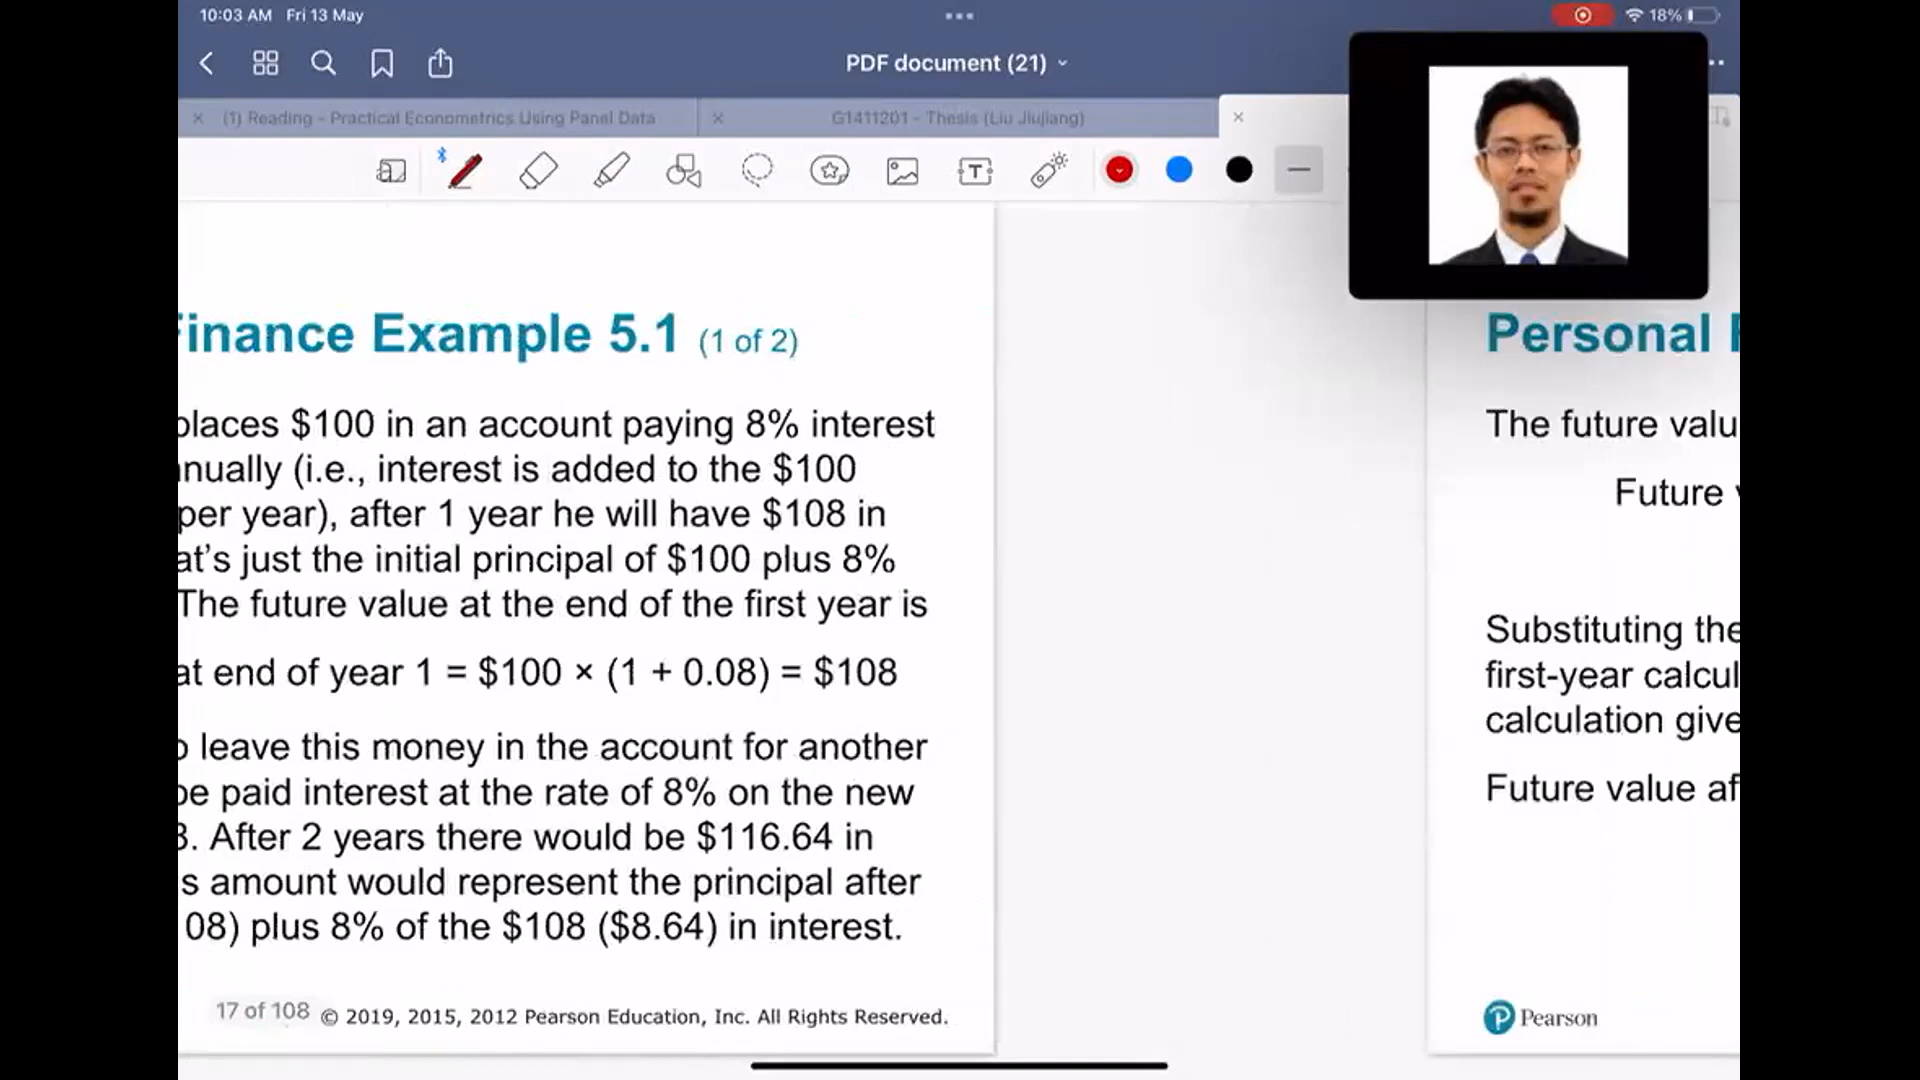 10:03 AM Fri 13 May
18%
PDF document (21)
(1) Reading - Practical Econometrics Using Panel Data
G1411201 - Thesis (Liu Jiujiang)
T
Finance Example 5.1 (1 of 2)
places $100 in an account paying 8% interest
nnually (i.e., interest is added to the $100
per year), after 1 year he will have $108 in
at’s just the initial principal of $100 plus 8%
The future value at the end of the first year is
at end of year 1 = $100 × (1 + 0.08) = $108
o leave this money in the account for another
be paid interest at the rate of 8% on the new
8. After 2 years there would be $116.64 in
s amount would represent the principal after
08) plus 8% of the $108 ($8.64) in interest.
17 of 108
© 2019, 2015, 2012 Pearson Education, Inc. All Rights Reserved.
Personal F
The future valu
Future v
Substituting the
first-year calcul
calculation give
Future value af
P Pearson